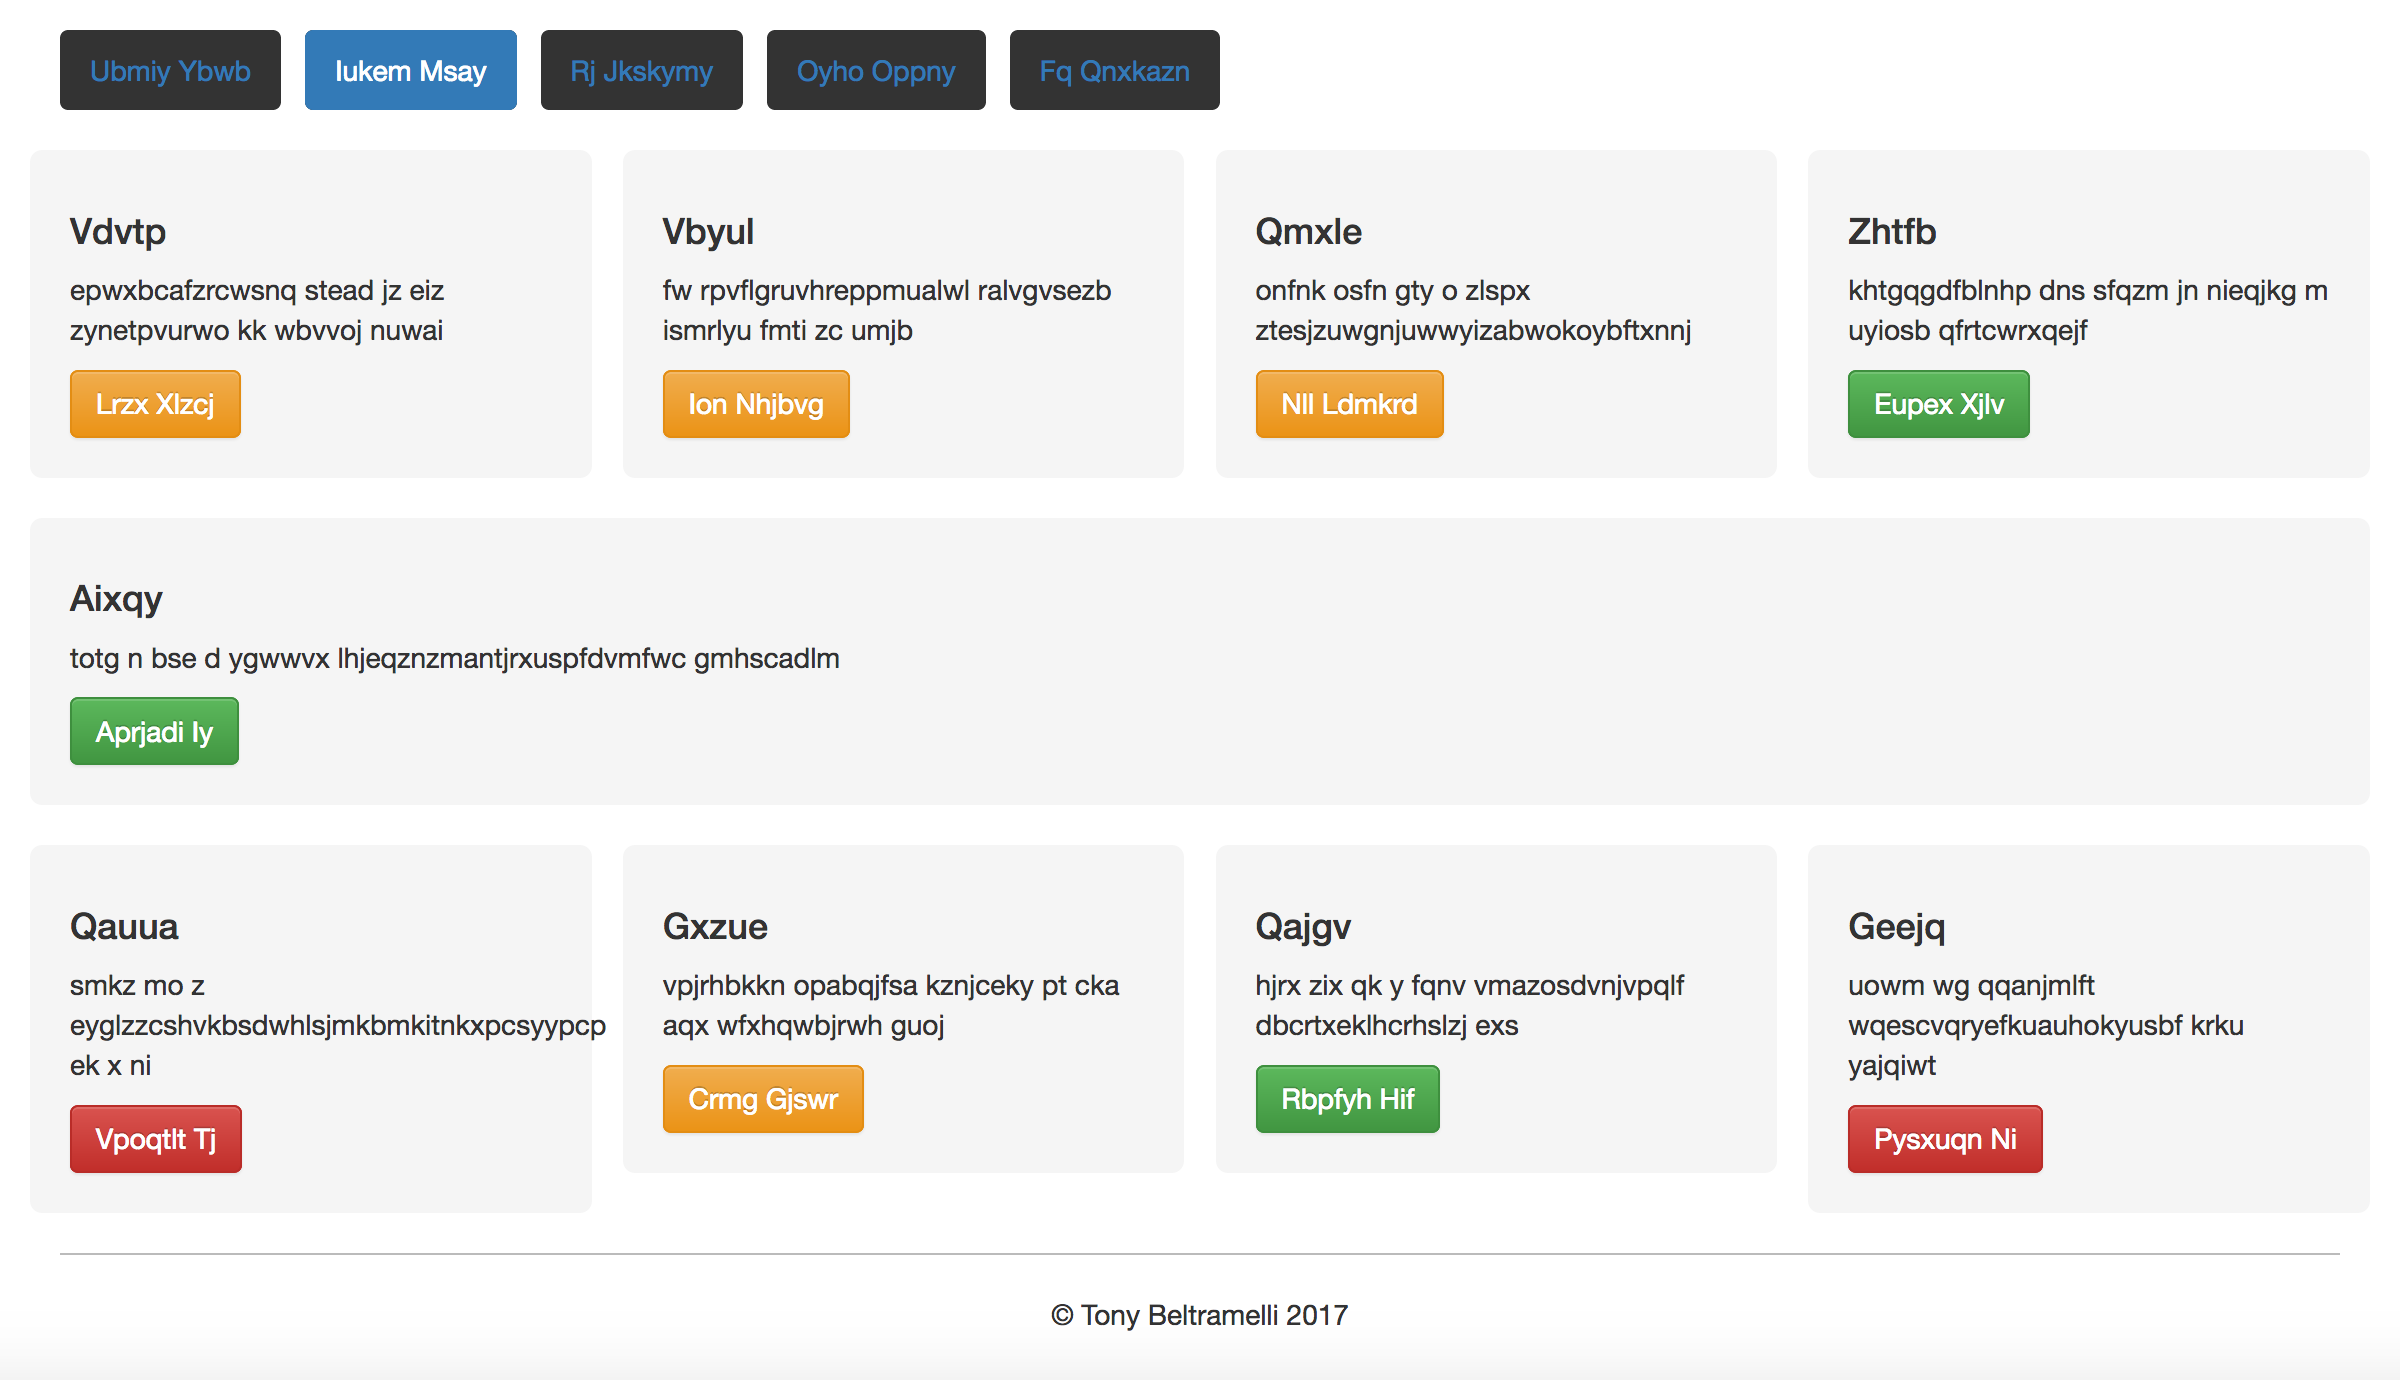 Ubmiy Ybwb
Iukem Msay
Rj Jkskymy
Oyho Oppny
Fq Qnxkazn
Vdvtp
epwxbcafzrcwsnq stead jz eiz
zynetpvurwo kk wbvvoj nuwai
Lrzx Xlzcj
Vbyul
fw rpvflgruvhreppmualwl ralvgvsezb
ismrlyu fmti zc umjb
Ion Nhjbvg
Qmxle
onfnk osfn gty o zlspx
ztesjzuwgnjuwwyizabwokoybftxnnj
Nll Ldmkrd
Zhtfb
khtgqgdfblnhp dns sfqzm jn nieqjkg m
uyiosb qfrtcwrxqejf
Eupex Xjlv
Aixqy
totg n bse d ygwwvx lhjeqznzmantjrxuspfdvmfwc gmhscadlm
Aprjadi Iy
Qauua
smkz mo z
eyglzzcshvkbsdwhlsjmkbmkitnkxpcsyypcp
ek x ni
Vpoqtlt Tj
Gxzue
vpjrhbkkn opabqjfsa kznjceky pt cka
aqx wfxhqwbjrwh guoj
Crmg Gjswr
Qajgv
hjrx zix qk y fqnv vmazosdvnjvpqlf
dbcrtxeklhcrhslzj exs
Rbpfyh Hif
Geejq
uowm wg qqanjmlft
wqescvqryefkuauhokyusbf krku
yajqiwt
Pysxuqn Ni
© Tony Beltramelli 2017